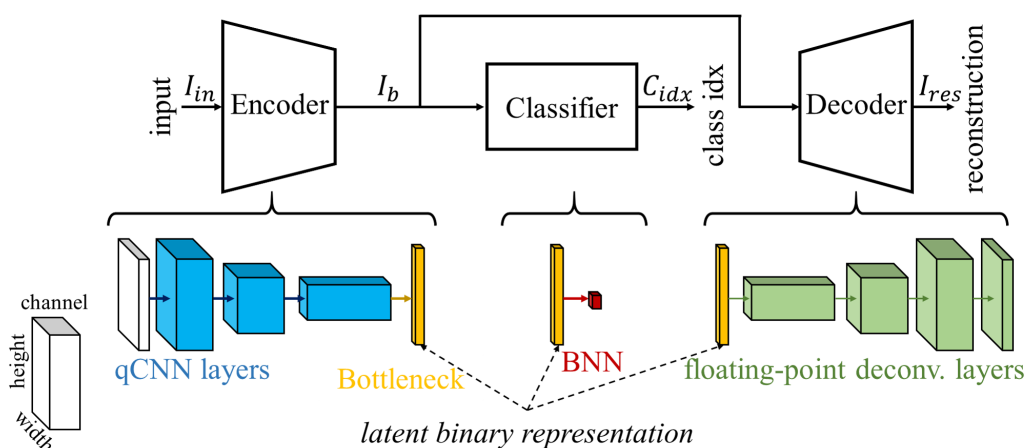 input
I_in
Encoder
I_b
Classifier
C_idx
class idx
Decoder
I_res
reconstruction
channel
height
width
qCNN layers
Bottleneck
BNN
floating-point deconv. layers
latent binary representation